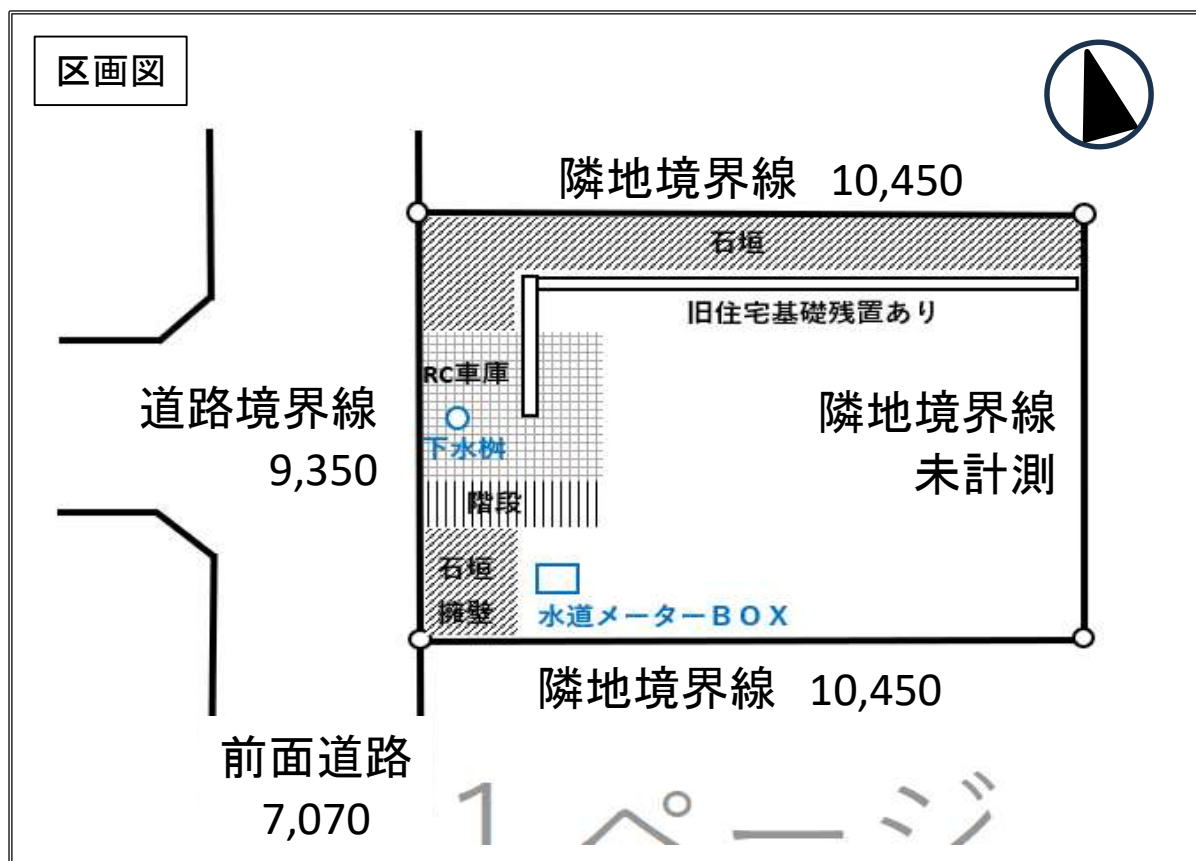 区画図
隣地境界線 10,450
石垣
旧住宅基礎残置あり
RC車庫
道路境界線
9,350
下水桝
隣地境界線
未計測
階段
石垣
擁壁
水道メーターBOX
隣地境界線 10,450
前面道路
7,070
1 ページ